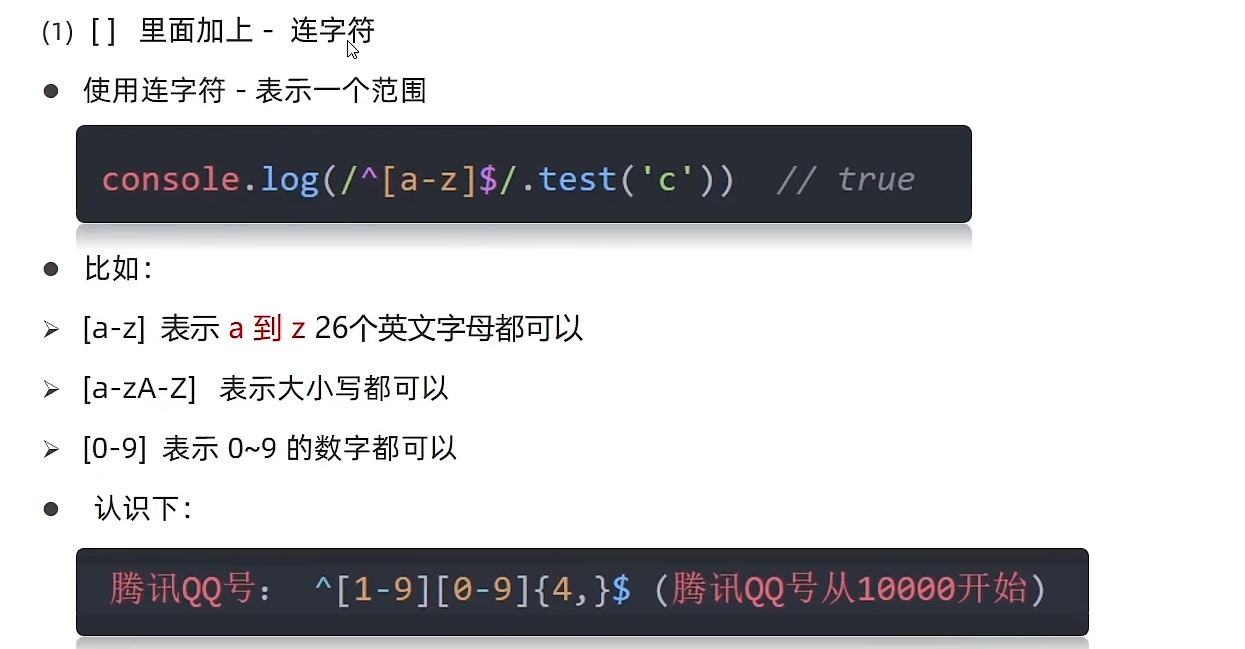 (1) [ ] 里面加上 - 连字符
● 使用连字符 - 表示一个范围
console.log(/^[a-z]$/.test('c')) // true
● 比如：
➢ [a-z] 表示 a 到 z 26个英文字母都可以
➢ [a-zA-Z] 表示大小写都可以
➢ [0-9] 表示 0~9 的数字都可以
● 认识下：
腾讯QQ号： ^[1-9][0-9]{4,}$ (腾讯QQ号从10000开始)